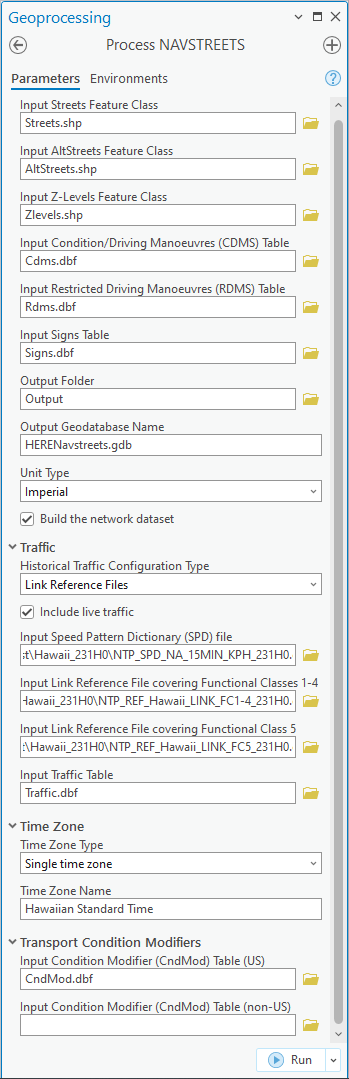 Geoprocessing
Process NAVSTREETS
Parameters Environments
Input Streets Feature Class
Streets.shp
Input AltStreets Feature Class
AltStreets.shp
Input Z-Levels Feature Class
Zlevels.shp
Input Condition/Driving Manoeuvres (CDMS) Table
Cdms.dbf
Input Restricted Driving Manoeuvres (RDMS) Table
Rdms.dbf
Input Signs Table
Signs.dbf
Output Folder
Output
Output Geodatabase Name
HERENavstreets.gdb
Unit Type
Imperial
Build the network dataset
Traffic
Historical Traffic Configuration Type
Link Reference Files
Include live traffic
Input Speed Pattern Dictionary (SPD) file
:t\Hawaii_231H0\NTP_SPD_NA_15MIN_KPH_231H0.
Input Link Reference File covering Functional Classes 1-4
Hawaii_231H0\NTP_REF_Hawaii_LINK_FC1-4_231H0.
Input Link Reference File covering Functional Class 5
:\Hawaii_231H0\NTP_REF_Hawaii_LINK_FC5_231H0.
Input Traffic Table
Traffic.dbf
Time Zone
Time Zone Type
Single time zone
Time Zone Name
Hawaiian Standard Time
Transport Condition Modifiers
Input Condition Modifier (CndMod) Table (US)
CndMod.dbf
Input Condition Modifier (CndMod) Table (non-US)
Run